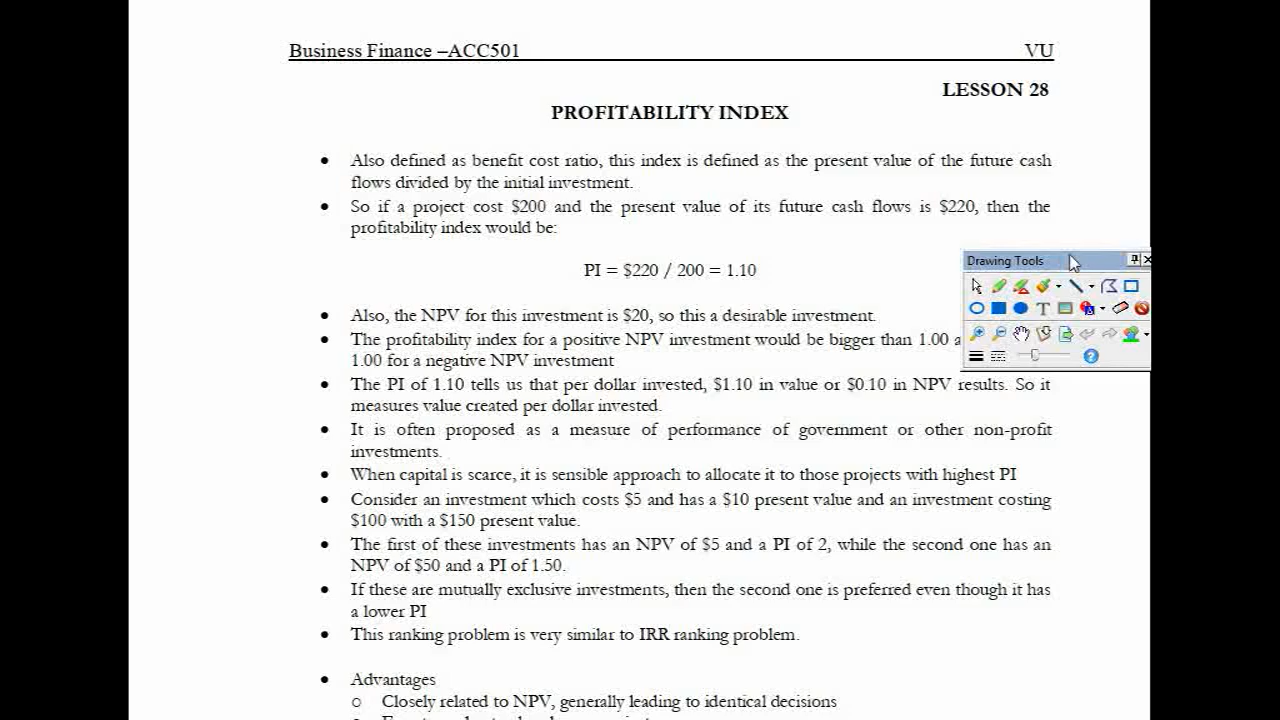 Business Finance –ACC501 VU
LESSON 28
PROFITABILITY INDEX
• Also defined as benefit cost ratio, this index is defined as the present value of the future cash
flows divided by the initial investment.
• So if a project cost $200 and the present value of its future cash flows is $220, then the
profitability index would be:
PI = $220 / 200 = 1.10
Drawing Tools
• Also, the NPV for this investment is $20, so this a desirable investment.
• The profitability index for a positive NPV investment would be bigger than 1.00
1.00 for a negative NPV investment
• The PI of 1.10 tells us that per dollar invested, $1.10 in value or $0.10 in NPV results. So it
measures value created per dollar invested.
• It is often proposed as a measure of performance of government or other non-profit
investments.
• When capital is scarce, it is sensible approach to allocate it to those projects with highest PI
• Consider an investment which costs $5 and has a $10 present value and an investment costing
$100 with a $150 present value.
• The first of these investments has an NPV of $5 and a PI of 2, while the second one has an
NPV of $50 and a PI of 1.50.
• If these are mutually exclusive investments, then the second one is preferred even though it has
a lower PI
• This ranking problem is very similar to IRR ranking problem.
• Advantages
o Closely related to NPV, generally leading to identical decisions